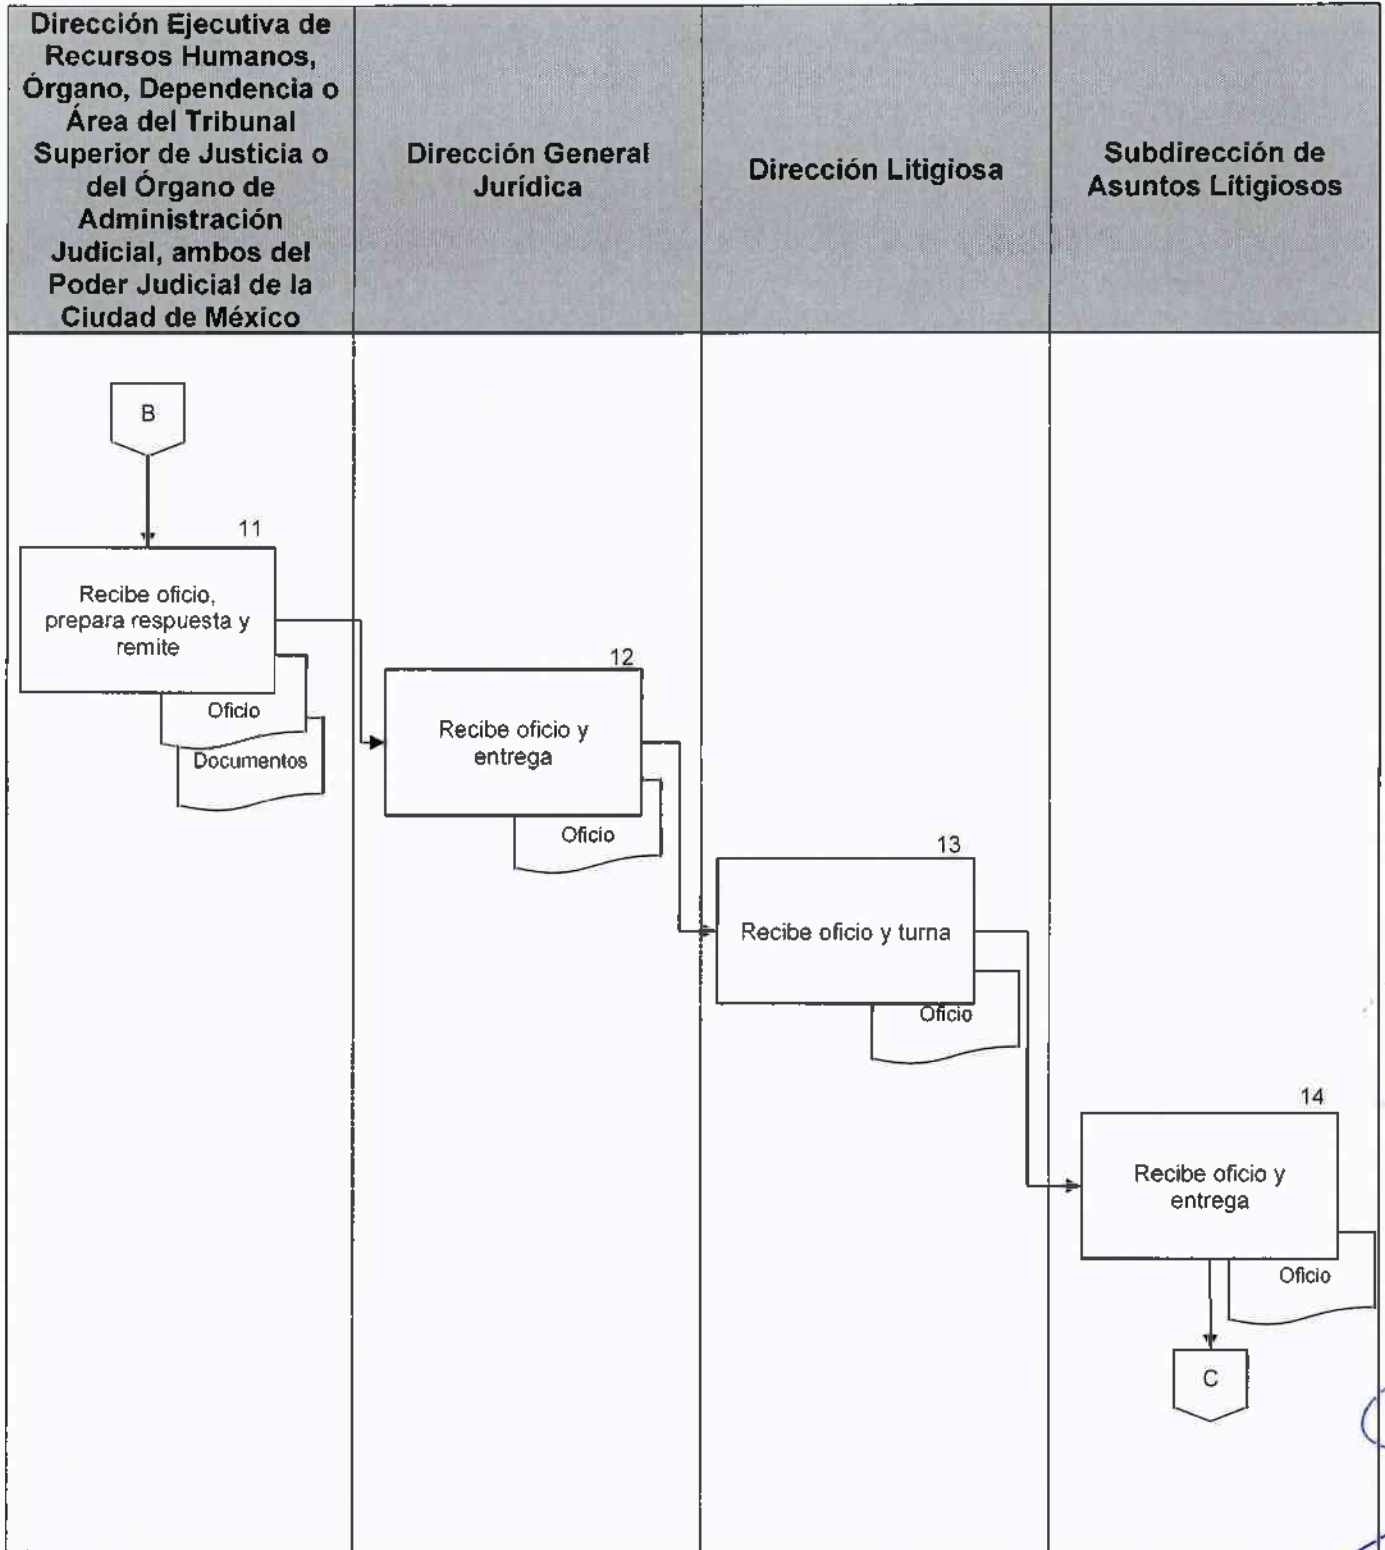 Dirección Ejecutiva de
Recursos Humanos,
Órgano, Dependencia o
Área del Tribunal
Superior de Justicia o
del Órgano de
Administración
Judicial, ambos del
Poder Judicial de la
Ciudad de México
Dirección General
Jurídica
Dirección Litigiosa
Subdirección de
Asuntos Litigiosos
B
11
Recibe oficio,
prepara respuesta y
remite
Oficio
Documentos
12
Recibe oficio y
entrega
Oficio
13
Recibe oficio y turna
Oficio
14
Recibe oficio y
entrega
Oficio
C